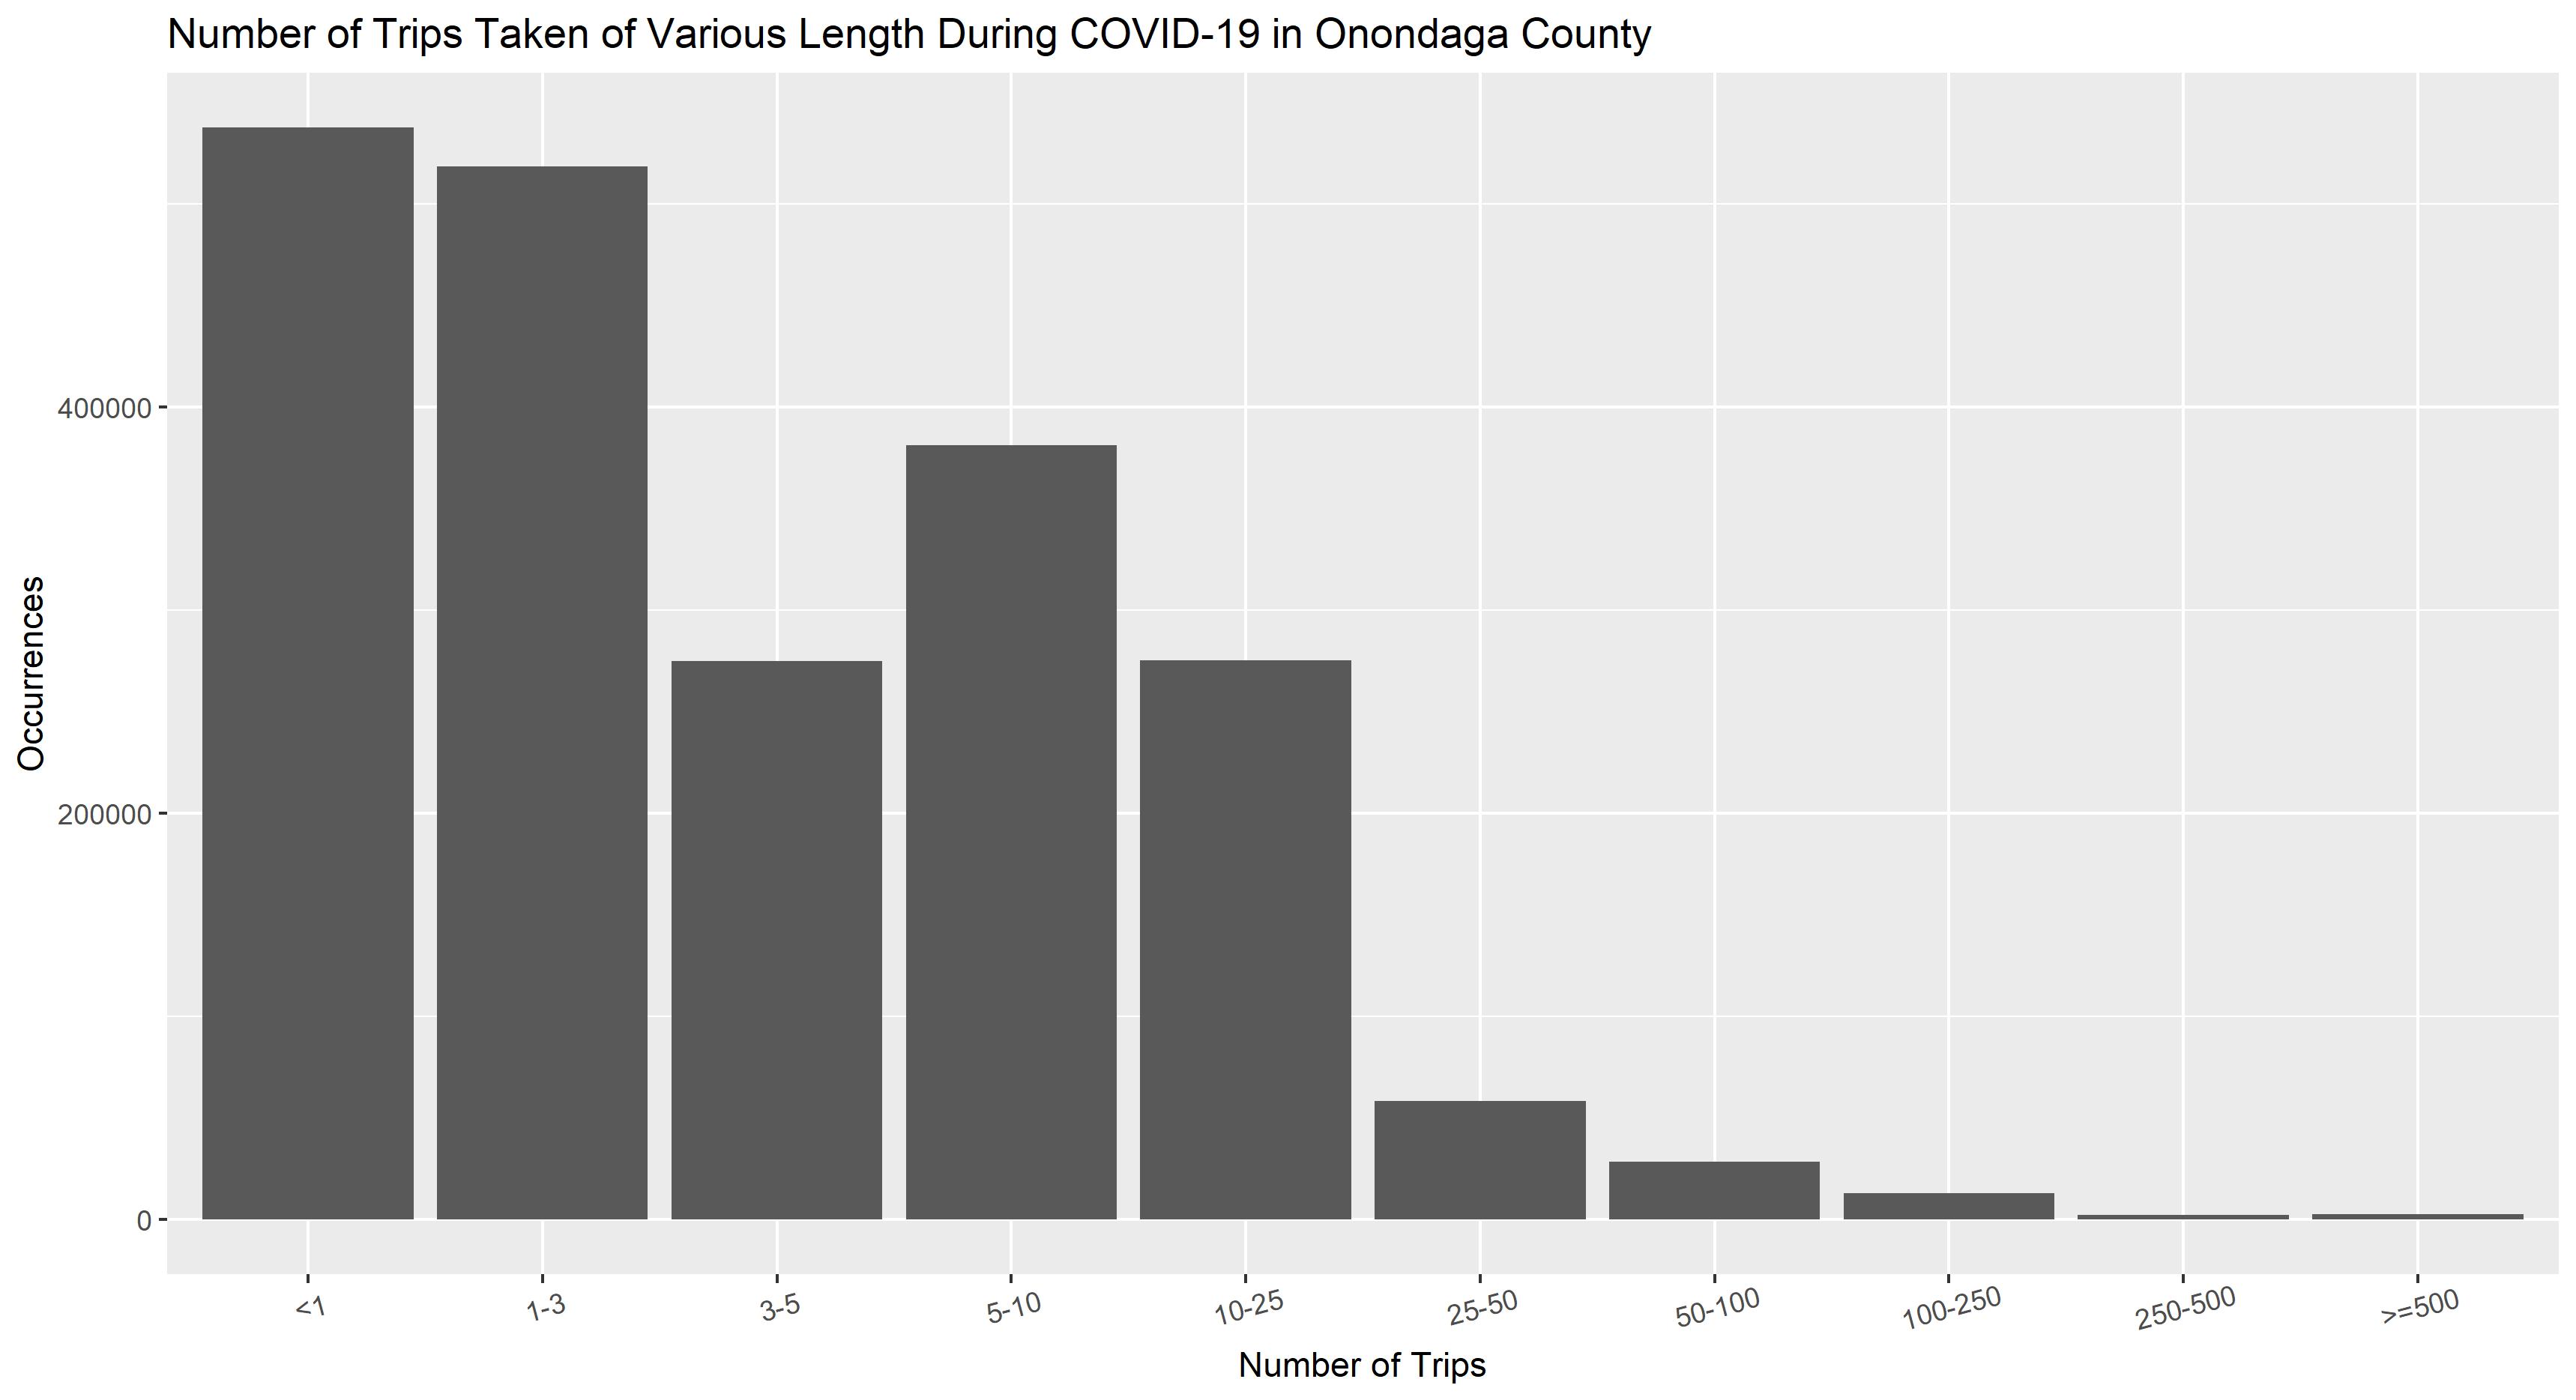 Number of Trips Taken of Various Length During COVID-19 in Onondaga County
Occurrences
400000
200000
0
<1 1-3 3-5 5-10 10-25 25-50 50-100 100-250 250-500 >=500
Number of Trips